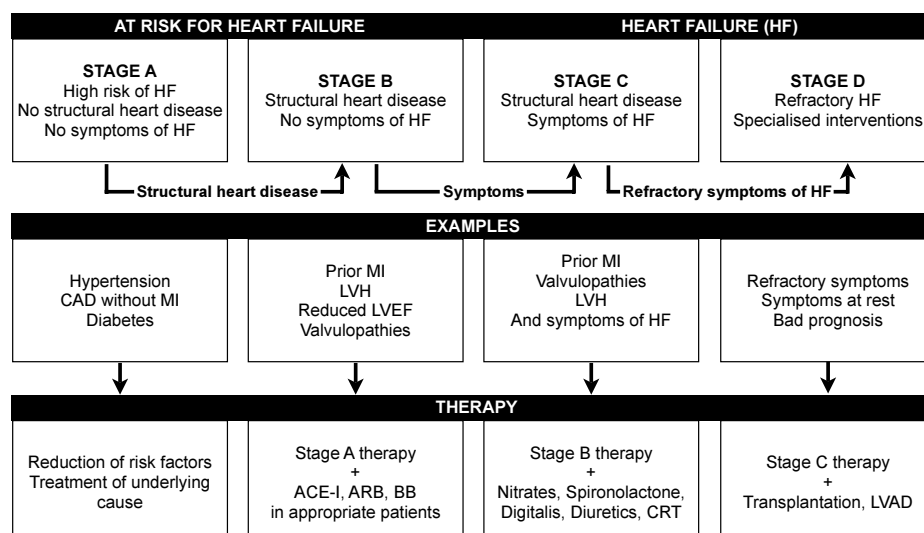 AT RISK FOR HEART FAILURE
HEART FAILURE (HF)
STAGE A
High risk of HF
No structural heart disease
No symptoms of HF
STAGE B
Structural heart disease
No symptoms of HF
STAGE C
Structural heart disease
Symptoms of HF
STAGE D
Refractory HF
Specialised interventions
Structural heart disease
Symptoms
Refractory symptoms of HF
EXAMPLES
Hypertension
CAD without MI
Diabetes
Prior MI
LVH
Reduced LVEF
Valvulopathies
Prior MI
Valvulopathies
LVH
And symptoms of HF
Refractory symptoms
Symptoms at rest
Bad prognosis
THERAPY
Reduction of risk factors
Treatment of underlying
cause
Stage A therapy
+
ACE-I, ARB, BB
in appropriate patients
Stage B therapy
+
Nitrates, Spironolactone,
Digitalis, Diuretics, CRT
Stage C therapy
+
Transplantation, LVAD